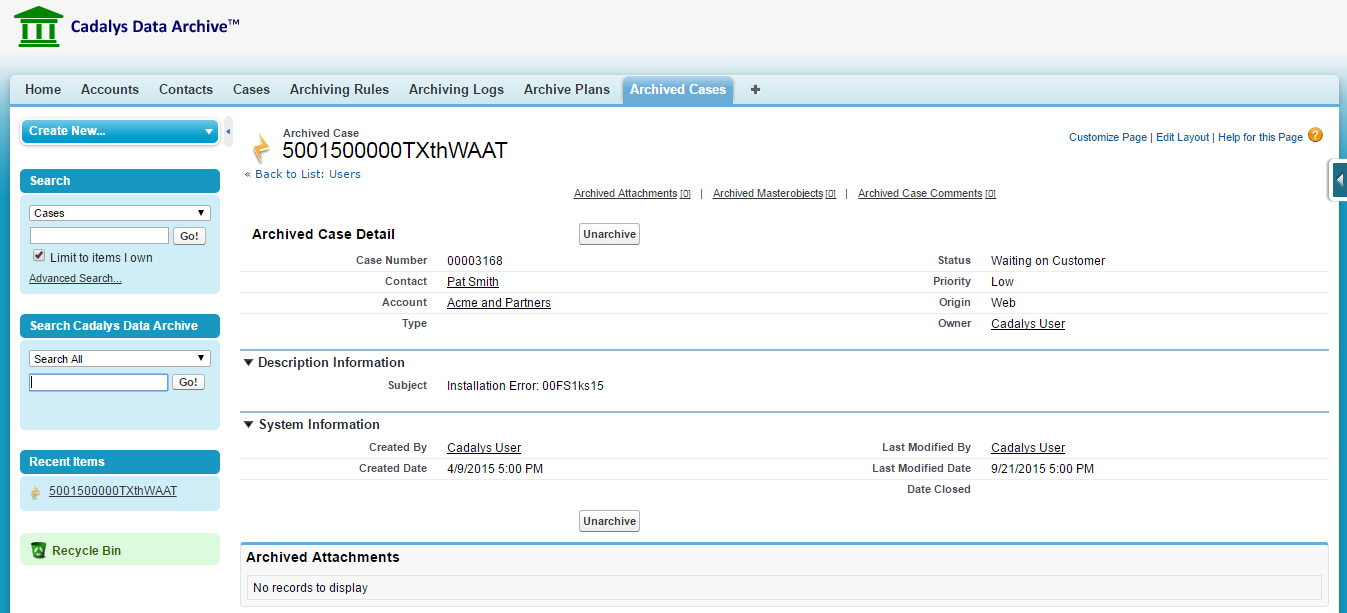 Cadalys Data Archive™
Home Accounts Contacts Cases Archiving Rules Archiving Logs Archive Plans Archived Cases +
Create New...
Search
Cases
Go!
Limit to items I own
Advanced Search...
Search Cadalys Data Archive
Search All
Go!
Recent Items
5001500000TXthWAAT
Recycle Bin
Archived Case
5001500000TXthWAAT
Customize Page | Edit Layout | Help for this Page ?
« Back to List: Users
Archived Attachments [0] | Archived Masterobjects [0] | Archived Case Comments [0]
Archived Case Detail Unarchive
Case Number 00003168 Status Waiting on Customer
Contact Pat Smith Priority Low
Account Acme and Partners Origin Web
Type Owner Cadalys User
Description Information
Subject Installation Error: 00FS1ks15
System Information
Created By Cadalys User Last Modified By Cadalys User
Created Date 4/9/2015 5:00 PM Last Modified Date 9/21/2015 5:00 PM
Date Closed
Unarchive
Archived Attachments
No records to display